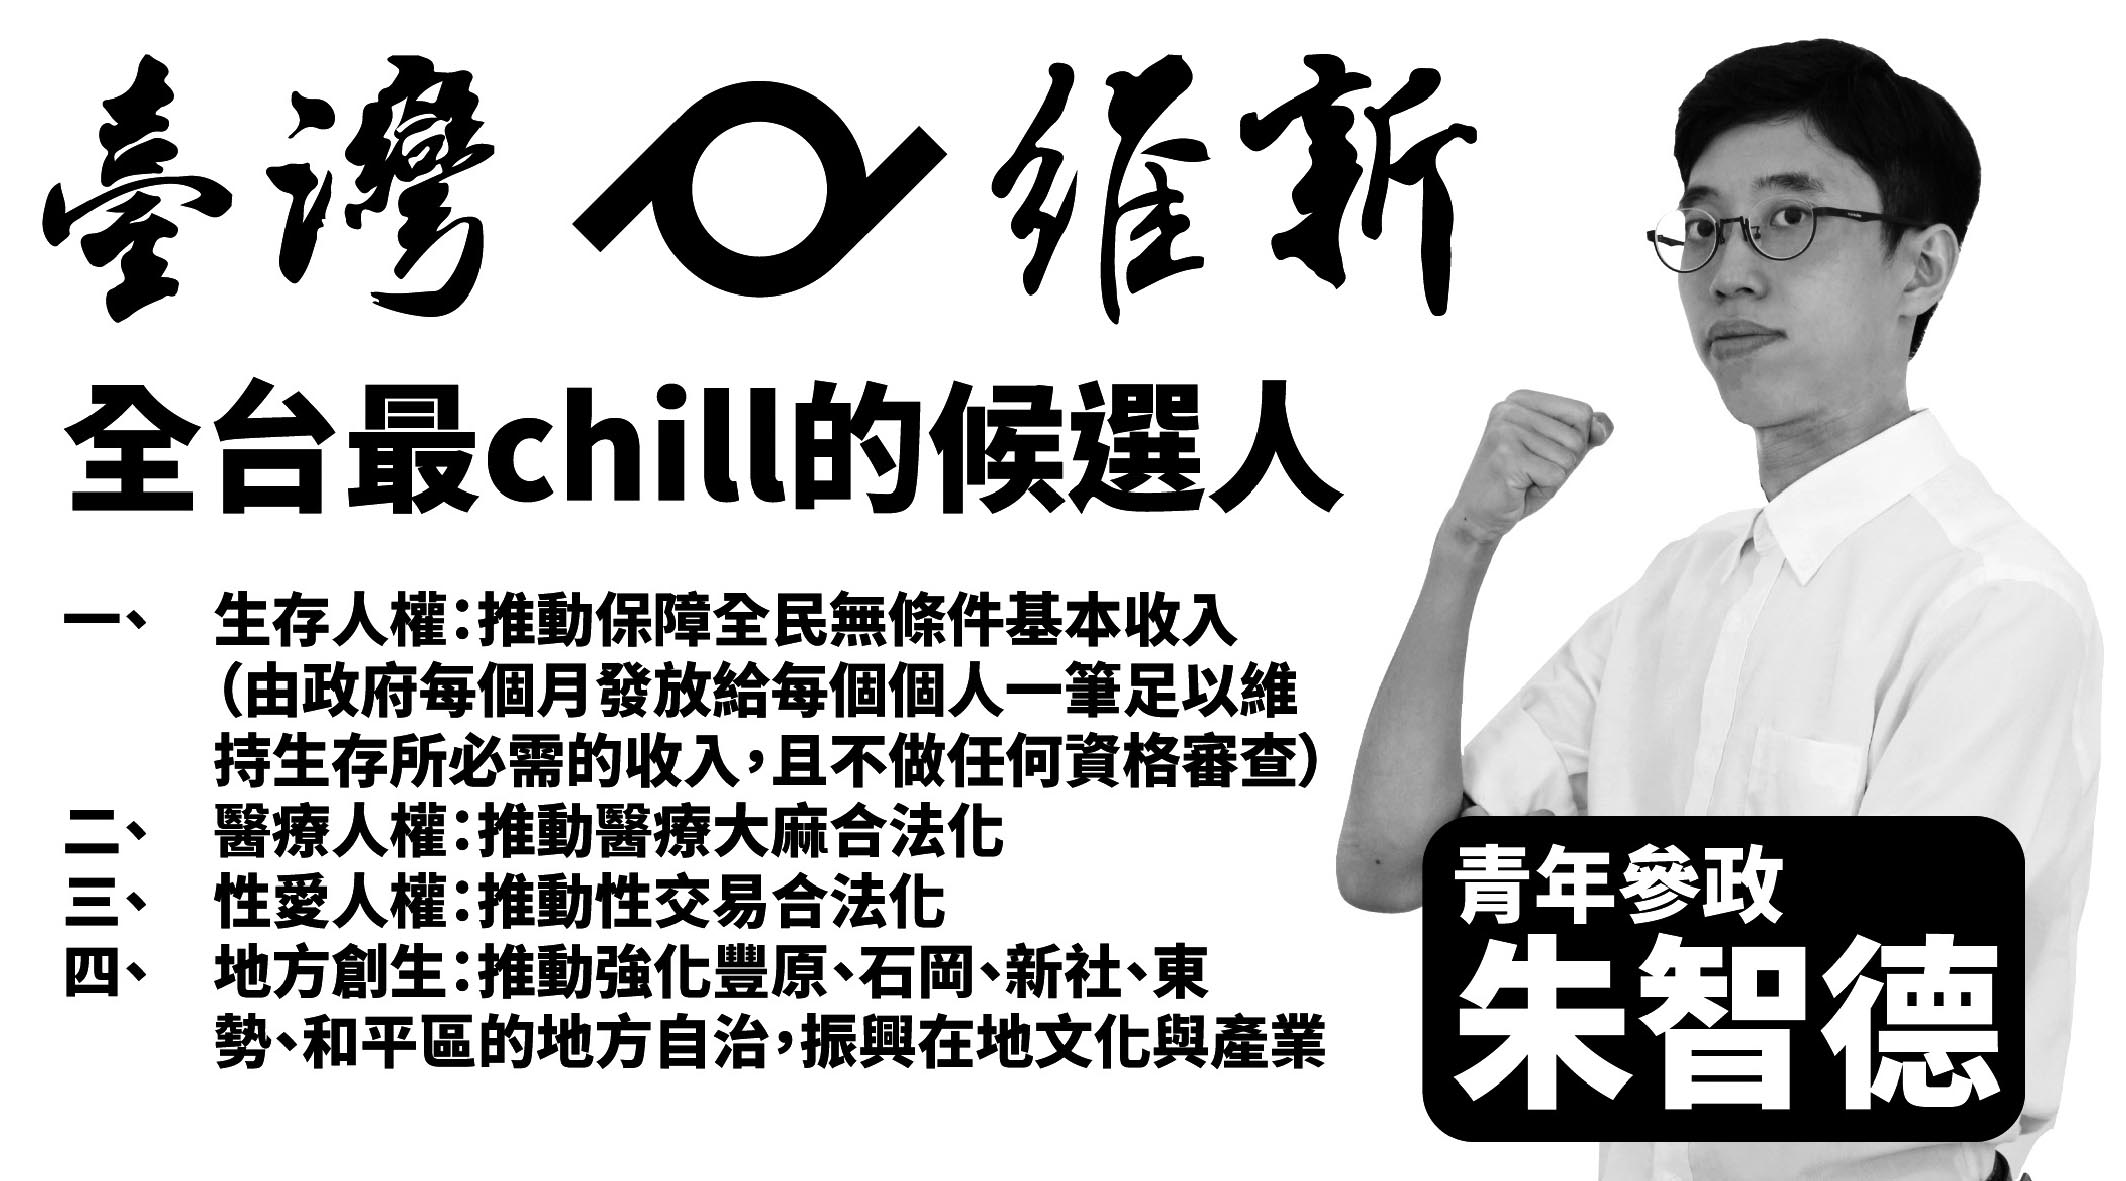 臺灣維新
全台最chill的候選人
一、 生存人權：推動保障全民無條件基本收入
（由政府每個月發放給每個個人一筆足以維
持生存所必需的收入，且不做任何資格審查）
二、 醫療人權：推動醫療大麻合法化
三、 性愛人權：推動性交易合法化
四、 地方創生：推動強化豐原、石岡、新社、東
勢、和平區的地方自治，振興在地文化與產業
青年參政
朱智德